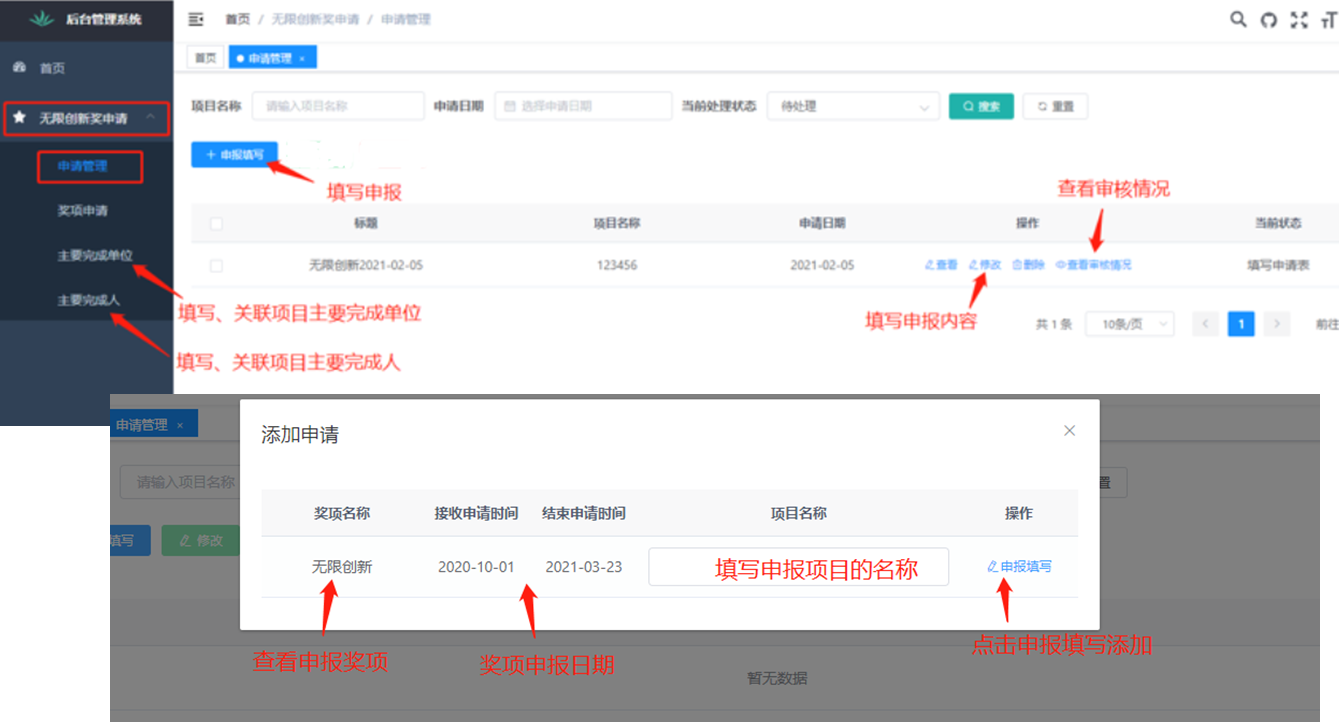 后台管理系统
首页 / 无限创新奖申请 / 申请管理
首页
申请管理 ×
首页
无限创新奖申请
申请管理
奖项申请
主要完成单位
主要完成人
项目名称 请输入项目名称 申请日期 选择申请日期 当前处理状态 待处理 搜索 重置
+ 申报填写
填写申报
查看审核情况
标题 项目名称 申请日期 操作 当前状态
无限创新2021-02-05 123456 2021-02-05 查看 修改 删除 查看审核情况 填写申请表
填写、关联项目主要完成单位
填写申报内容
共 1 条 10条/页 < 1 > 前往
填写、关联项目主要完成人
申请管理 ×
请输入项目名称
置
填写 修改
添加申请 ×
奖项名称 接收申请时间 结束申请时间 项目名称 操作
无限创新 2020-10-01 2021-03-23 填写申报项目的名称 申报填写
查看申报奖项
奖项申报日期
点击申报填写添加
暂无数据